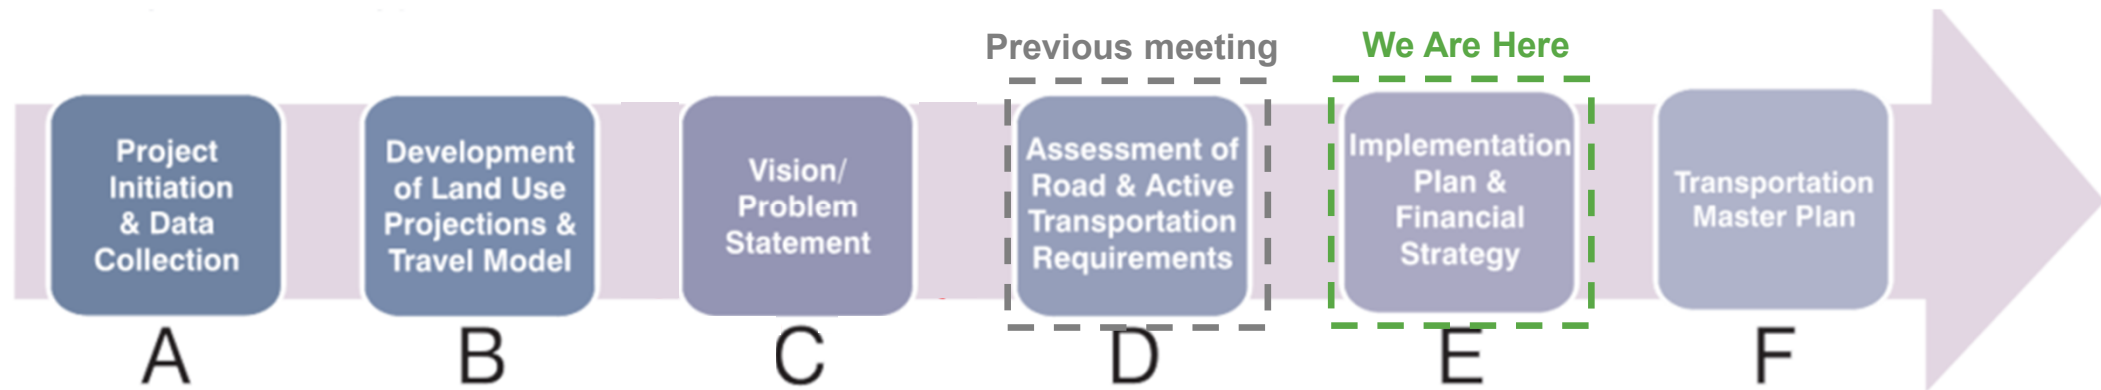 Previous meeting
We Are Here
Project
Initiation
& Data
Collection
Development
of Land Use
Projections &
Travel Model
Vision/
Problem
Statement
Assessment of
Road & Active
Transportation
Requirements
Implementation
Plan &
Financial
Strategy
Transportation
Master Plan
A
B
C
D
E
F